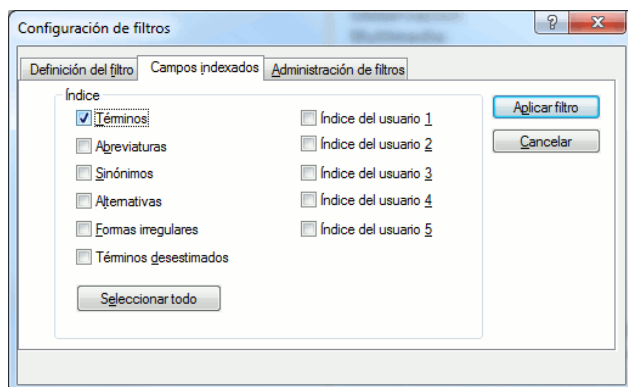 Configuración de filtros
Definición del filtro Campos indexados Administración de filtros
Índice
Términos Índice del usuario 1
Abreviaturas Índice del usuario 2
Sinónimos Índice del usuario 3
Alternativas Índice del usuario 4
Formas irregulares Índice del usuario 5
Términos desestimados
Seleccionar todo
Aplicar filtro
Cancelar